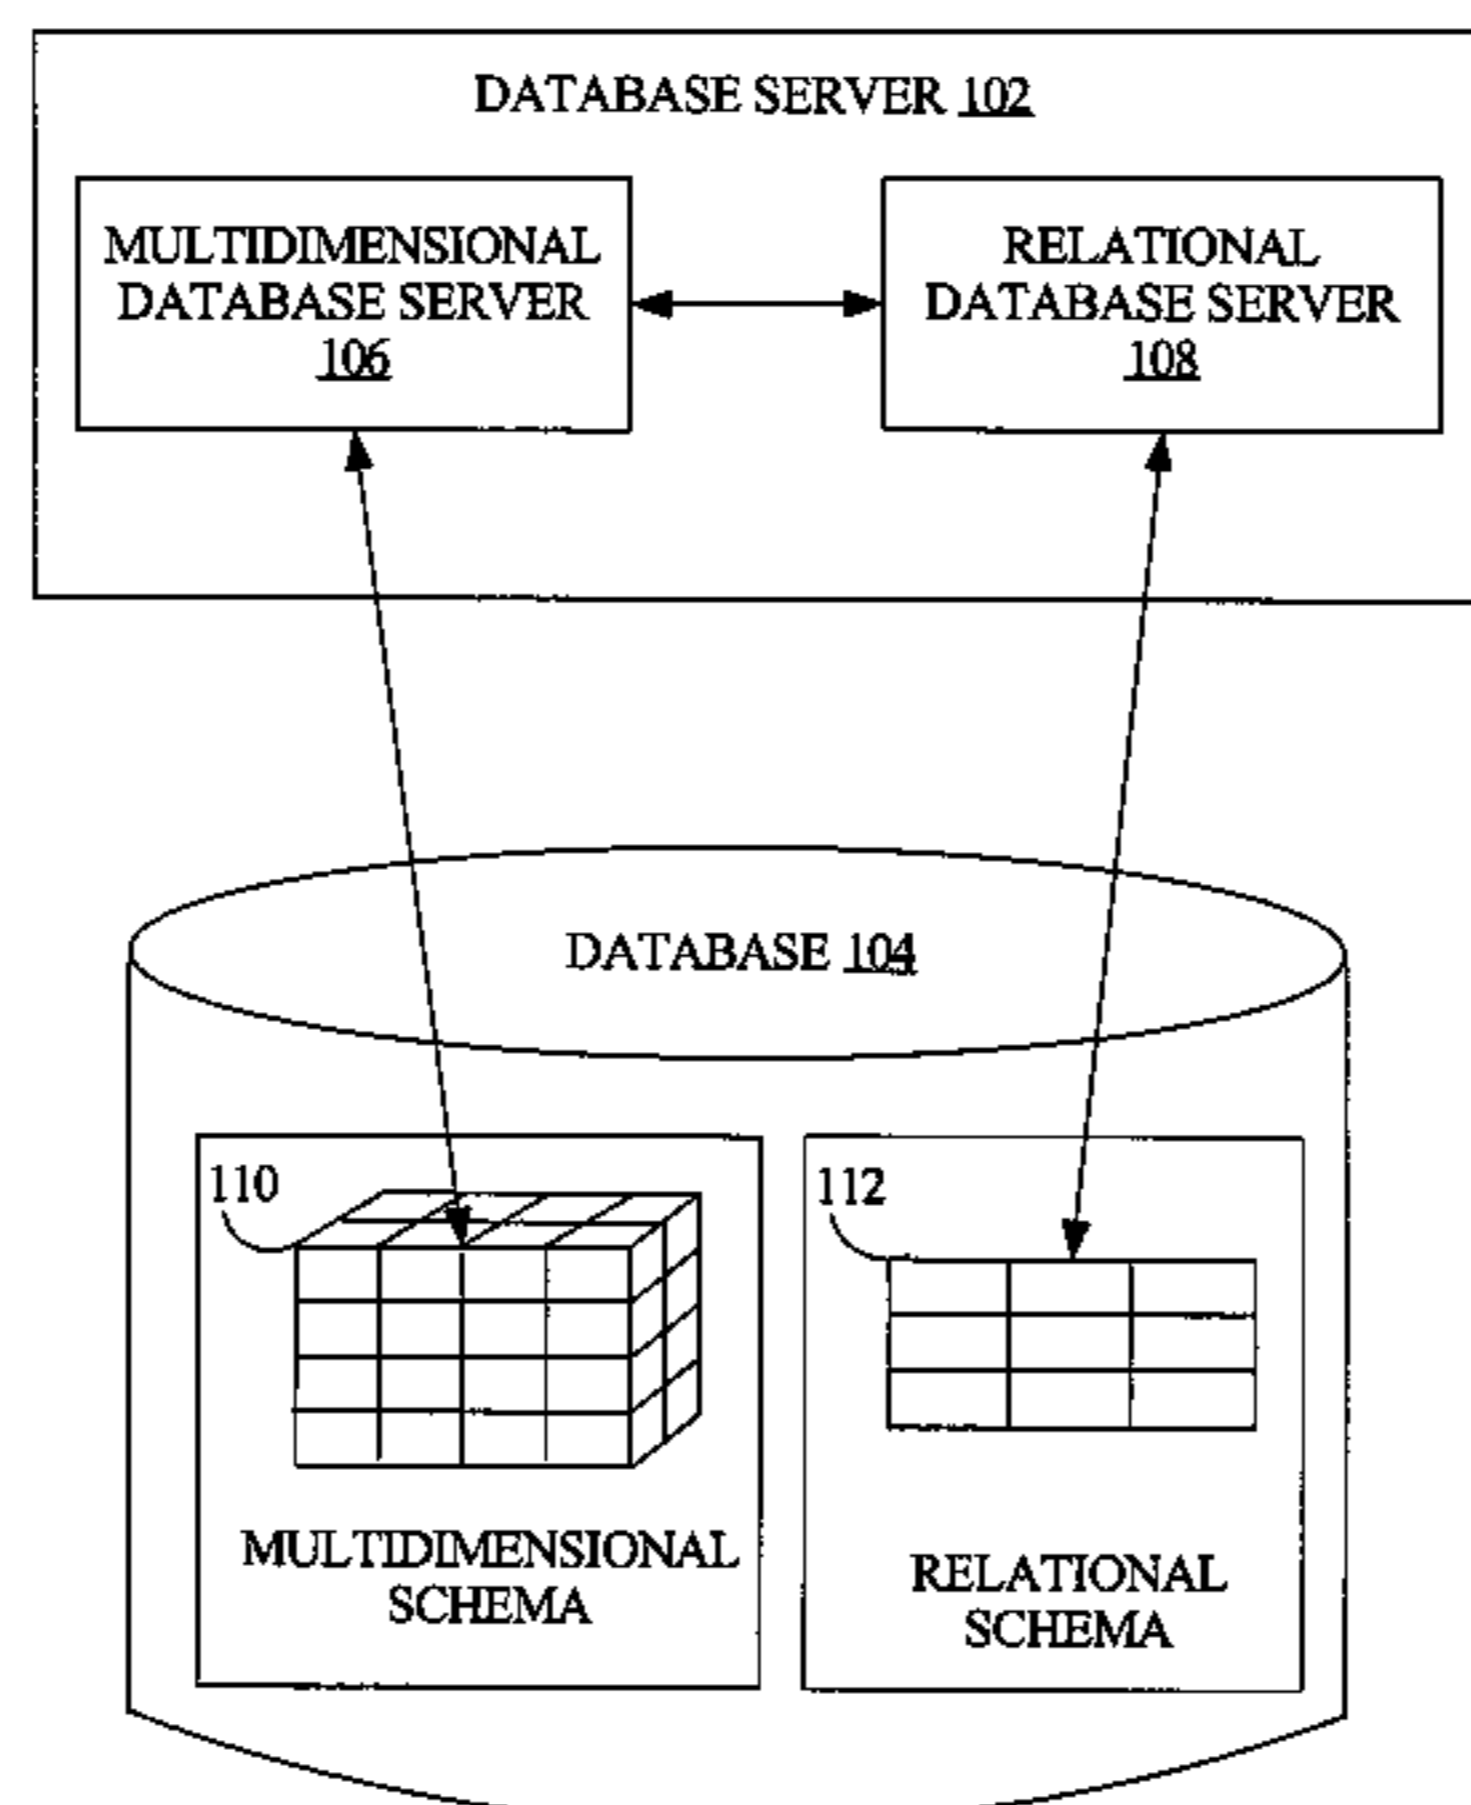 DATABASE SERVER 102
MULTIDIMENSIONAL
DATABASE SERVER
106
RELATIONAL
DATABASE SERVER
108
DATABASE 104
110
112
MULTIDIMENSIONAL
SCHEMA
RELATIONAL
SCHEMA